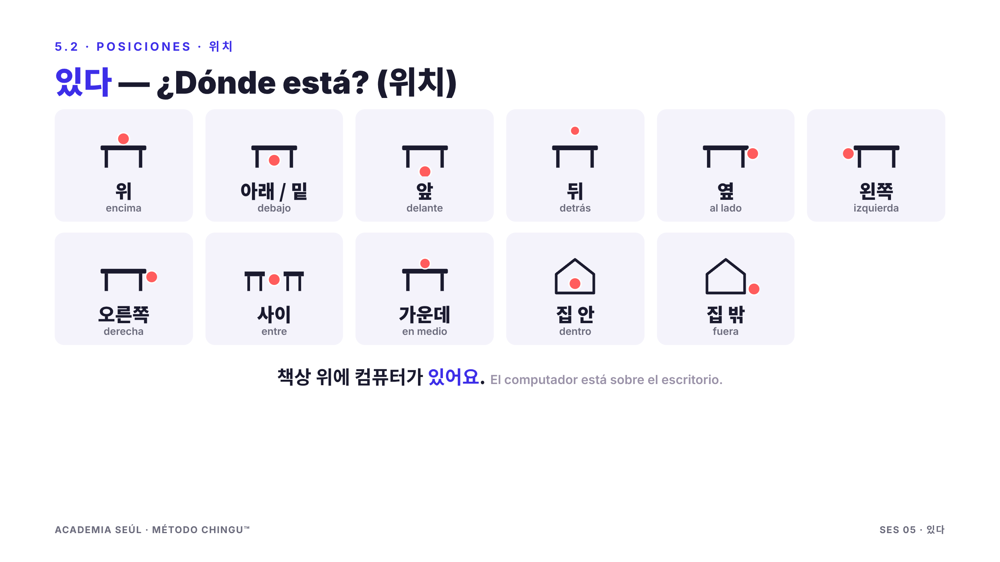 5.2 · POSICIONES · 위치
있다 — ¿Dónde está? (위치)
위
encima
아래 / 밑
debajo
앞
delante
뒤
detrás
옆
al lado
왼쪽
izquierda
오른쪽
derecha
사이
entre
가운데
en medio
집 안
dentro
집 밖
fuera
책상 위에 컴퓨터가 있어요. El computador está sobre el escritorio.
ACADEMIA SEÚL · MÉTODO CHINGU™
SES 05 · 있다